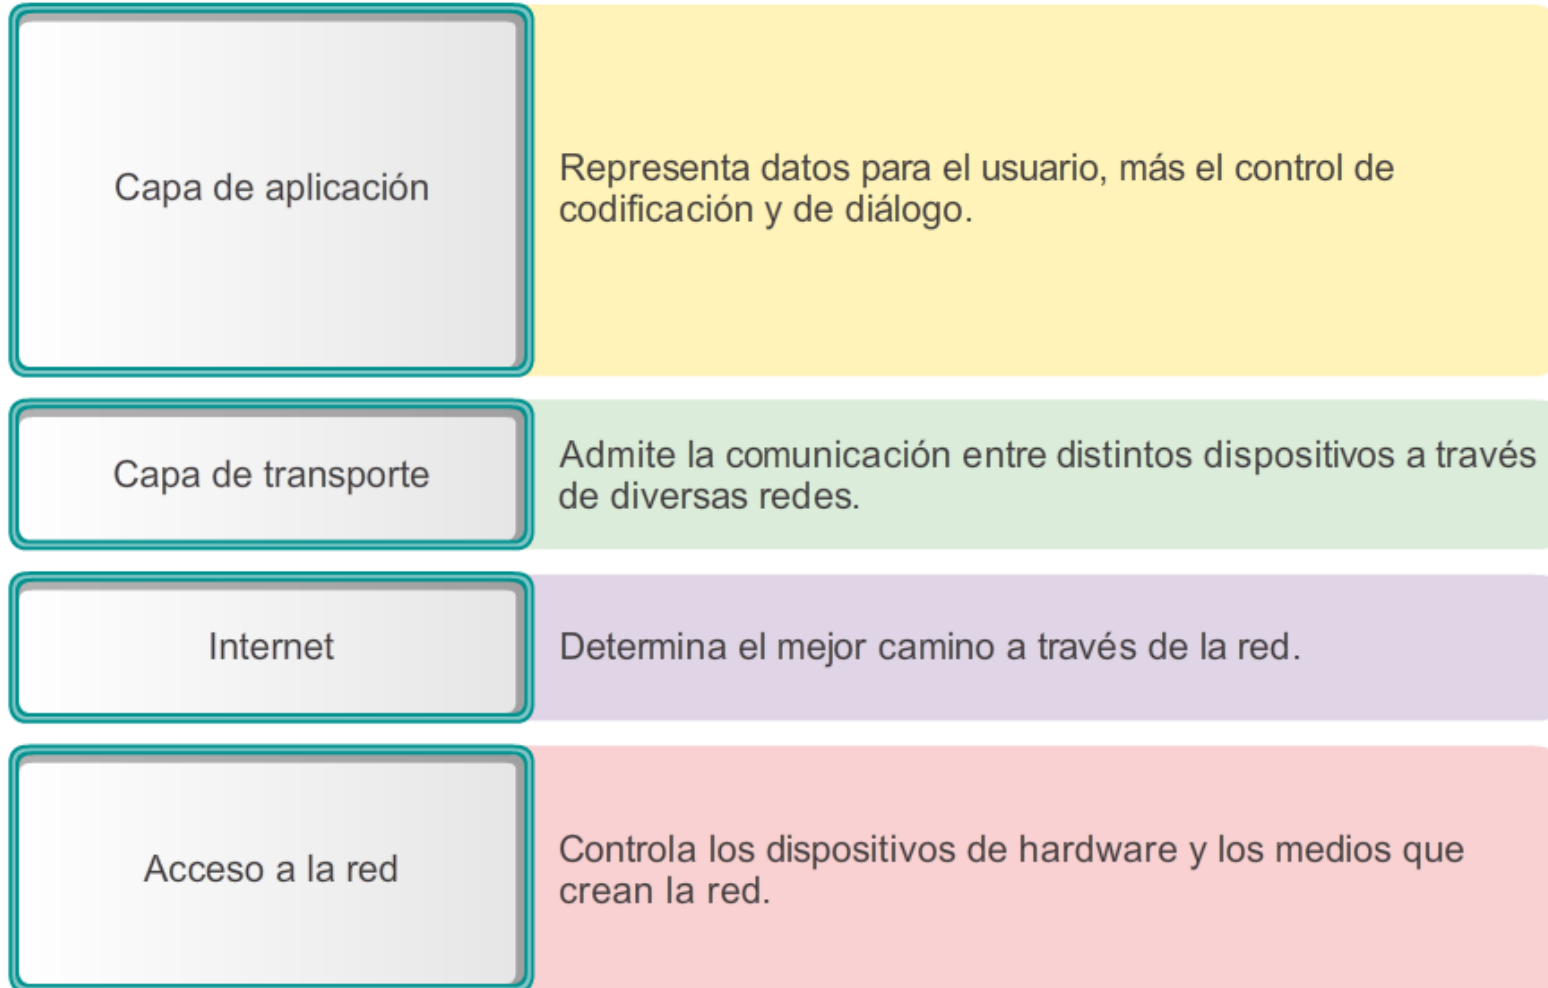 Capa de aplicación
Representa datos para el usuario, más el control de
codificación y de diálogo.
Capa de transporte
Admite la comunicación entre distintos dispositivos a través
de diversas redes.
Internet
Determina el mejor camino a través de la red.
Acceso a la red
Controla los dispositivos de hardware y los medios que
crean la red.